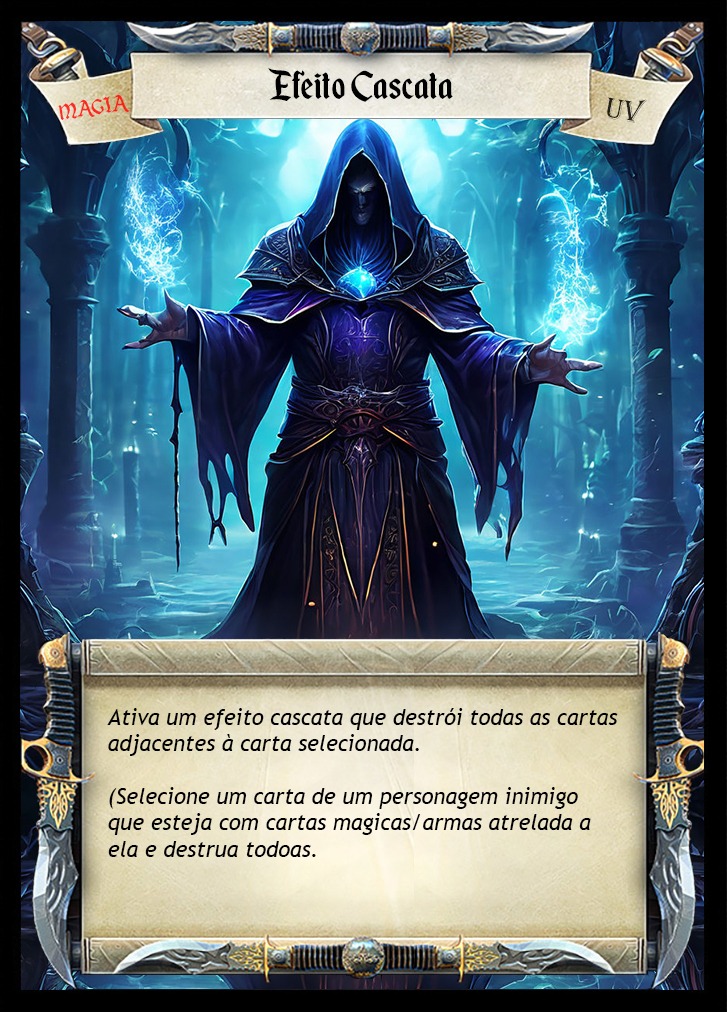 Efeito Cascata
MAGIA
UV
Ativa um efeito cascata que destrói todas as cartas
adjacentes à carta selecionada.
(Selecione um carta de um personagem inimigo
que esteja com cartas magicas/armas atrelada a
ela e destrua todoas.